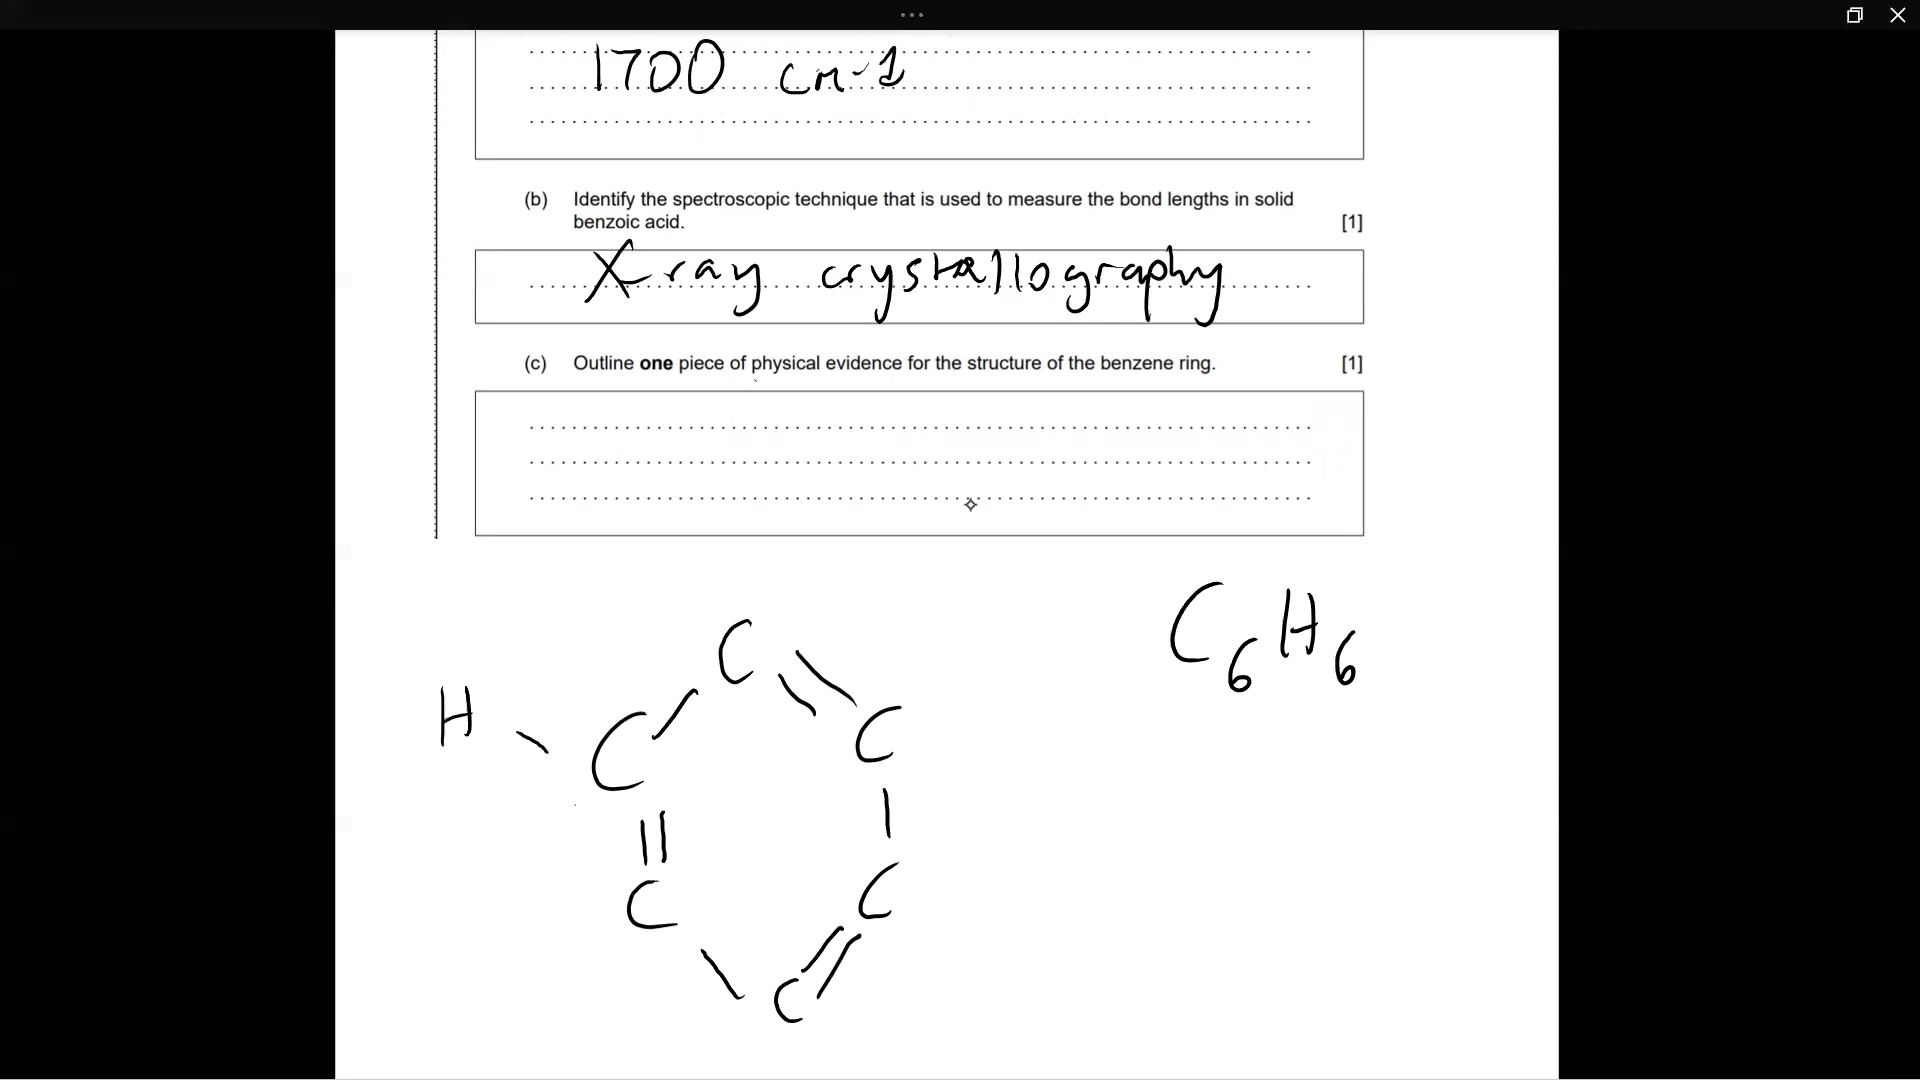 1700 cm-1
(b) Identify the spectroscopic technique that is used to measure the bond lengths in solid
benzoic acid. [1]
X-ray crystallography
(c) Outline one piece of physical evidence for the structure of the benzene ring. [1]
C6H6
C
H C C
C C
C